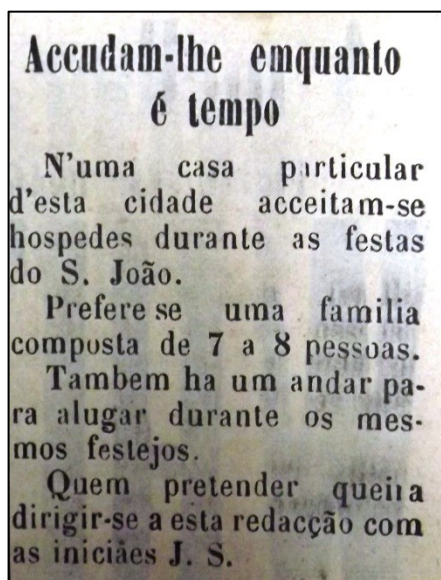 Accudam-lhe emquanto
é tempo
N'uma casa particular
d'esta cidade acceitam-se
hospedes durante as festas
do S. João.
Prefere se uma familia
composta de 7 a 8 pessoas.
Tambem ha um andar pa-
ra alugar durante os mes-
mos festejos.
Quem pretender queira
dirigir-se a esta redacção com
as iniciães J. S.